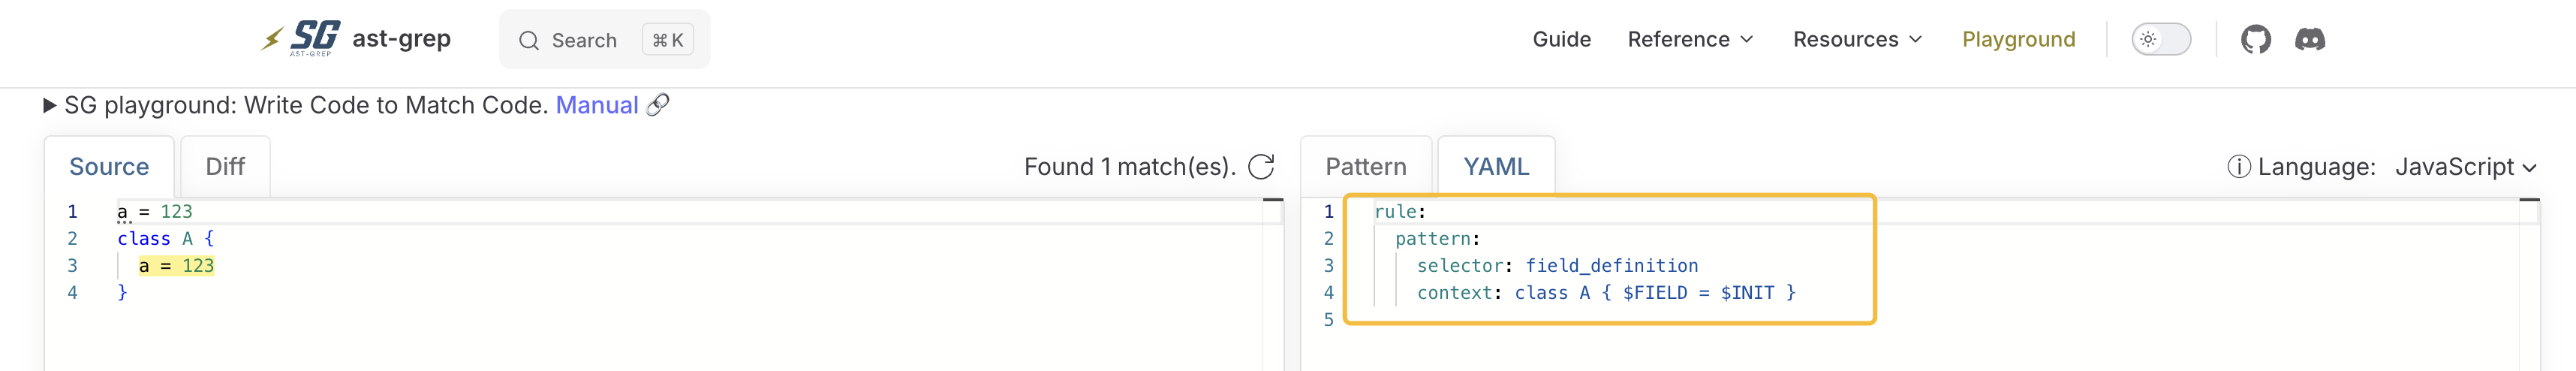 SG
AST-GREP
ast-grep
Search
⌘ K
Guide
Reference
Resources
Playground
▶ SG playground: Write Code to Match Code. Manual 🔗
Source
Diff
Found 1 match(es).
Pattern
YAML
Language: JavaScript
1 a = 123
2 class A {
3 a = 123
4 }
1 rule:
2 pattern:
3 selector: field_definition
4 context: class A { $FIELD = $INIT }
5